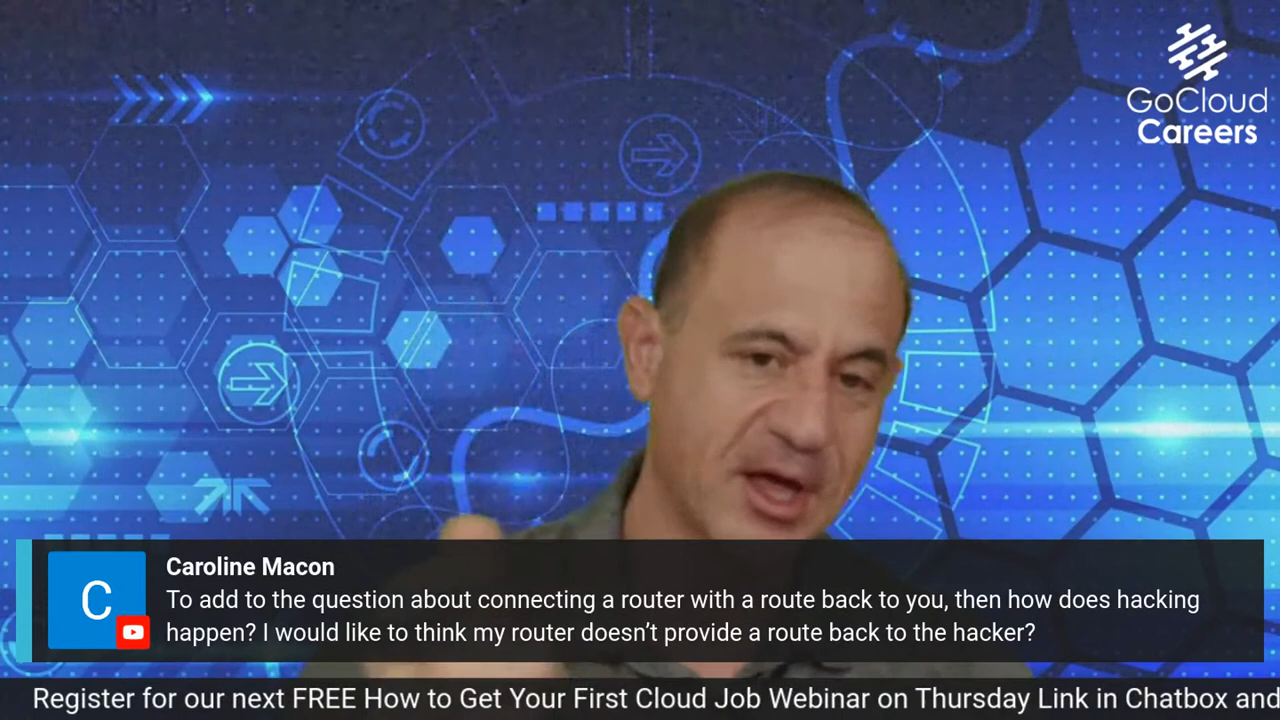 GoCloud
Careers
Caroline Macon
C
To add to the question about connecting a router with a route back to you, then how does hacking
happen? I would like to think my router doesn’t provide a route back to the hacker?
Register for our next FREE How to Get Your First Cloud Job Webinar on Thursday Link in Chatbox and